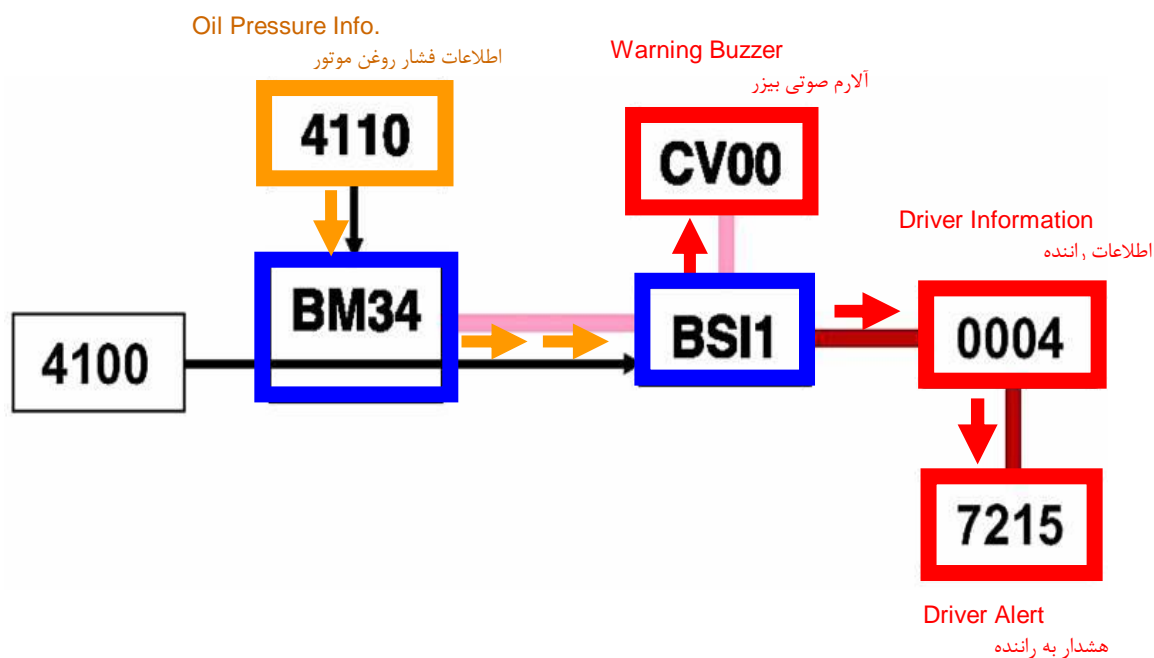 Oil Pressure Info.
اطلاعات فشار روغن موتور
Warning Buzzer
آلارم صوتی بیزر
4110
CV00
Driver Information
اطلاعات راننده
BM34
BSI1
0004
4100
7215
Driver Alert
هشدار به راننده